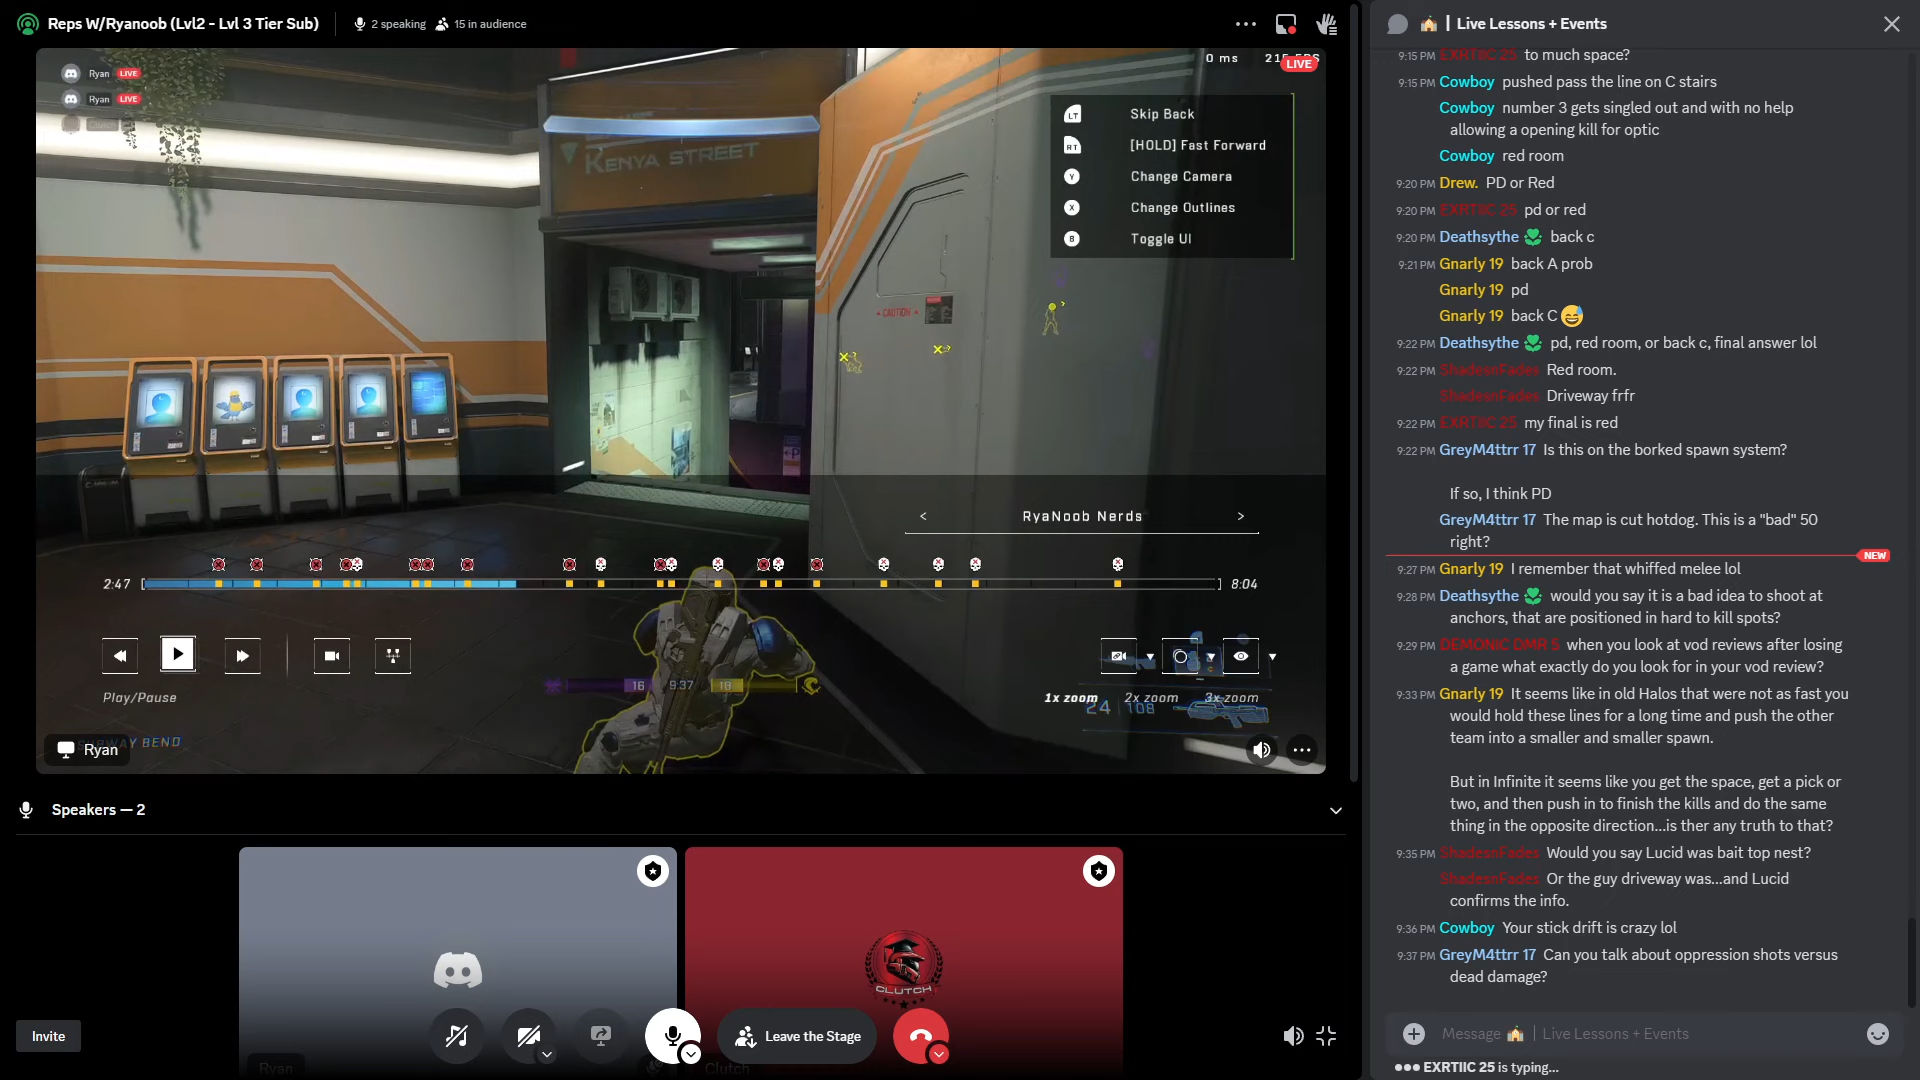 Reps W/Ryanoob (Lvl2 - Lvl 3 Tier Sub)
2 speaking
15 in audience
Ryan LIVE
Ryan LIVE
0 ms
LIVE
KENYA STREET
Skip Back
[HOLD] Fast Forward
Change Camera
Change Outlines
Toggle UI
LT
RT
Y
X
B
CAUTION
< RyaNoob Nerds >
2:47
8:04
Play/Pause
16 9:37 18
1x zoom 2x zoom 3x zoom
24 108
SUBWAY BEND
Ryan
Speakers — 2
CLUTCH
Invite
Ryan
Clutch
Leave the Stage
Live Lessons + Events
9:15 PM EXRTIIC 25 to much space?
9:15 PM Cowboy pushed pass the line on C stairs
Cowboy number 3 gets singled out and with no help
allowing a opening kill for optic
Cowboy red room
9:20 PM Drew. PD or Red
9:20 PM EXRTIIC 25 pd or red
9:20 PM Deathsythe back c
9:21 PM Gnarly 19 back A prob
Gnarly 19 pd
Gnarly 19 back C 😅
9:22 PM Deathsythe pd, red room, or back c, final answer lol
9:22 PM ShadesnFades Red room.
ShadesnFades Driveway frfr
9:22 PM EXRTIIC 25 my final is red
9:22 PM GreyM4ttrr 17 Is this on the borked spawn system?
If so, I think PD
GreyM4ttrr 17 The map is cut hotdog. This is a "bad" 50
right?
NEW
9:27 PM Gnarly 19 I remember that whiffed melee lol
9:28 PM Deathsythe would you say it is a bad idea to shoot at
anchors, that are positioned in hard to kill spots?
9:29 PM DEMONIC DMR 5 when you look at vod reviews after losing
a game what exactly do you look for in your vod review?
9:33 PM Gnarly 19 It seems like in old Halos that were not as fast you
would hold these lines for a long time and push the other
team into a smaller and smaller spawn.
But in Infinite it seems like you get the space, get a pick or
two, and then push in to finish the kills and do the same
thing in the opposite direction...is ther any truth to that?
9:35 PM ShadesnFades Would you say Lucid was bait top nest?
ShadesnFades Or the guy driveway was...and Lucid
confirms the info.
9:36 PM Cowboy Your stick drift is crazy lol
9:37 PM GreyM4ttrr 17 Can you talk about oppression shots versus
dead damage?
Message | Live Lessons + Events
EXRTIIC 25 is typing...